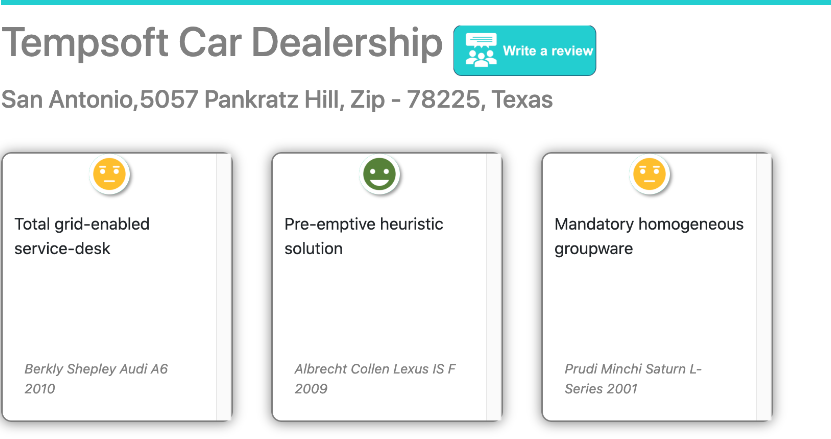 Tempsoft Car Dealership
Write a review
San Antonio,5057 Pankratz Hill, Zip - 78225, Texas
Total grid-enabled
service-desk
Berkly Shepley Audi A6
2010
Pre-emptive heuristic
solution
Albrecht Collen Lexus IS F
2009
Mandatory homogeneous
groupware
Prudi Minchi Saturn L-
Series 2001